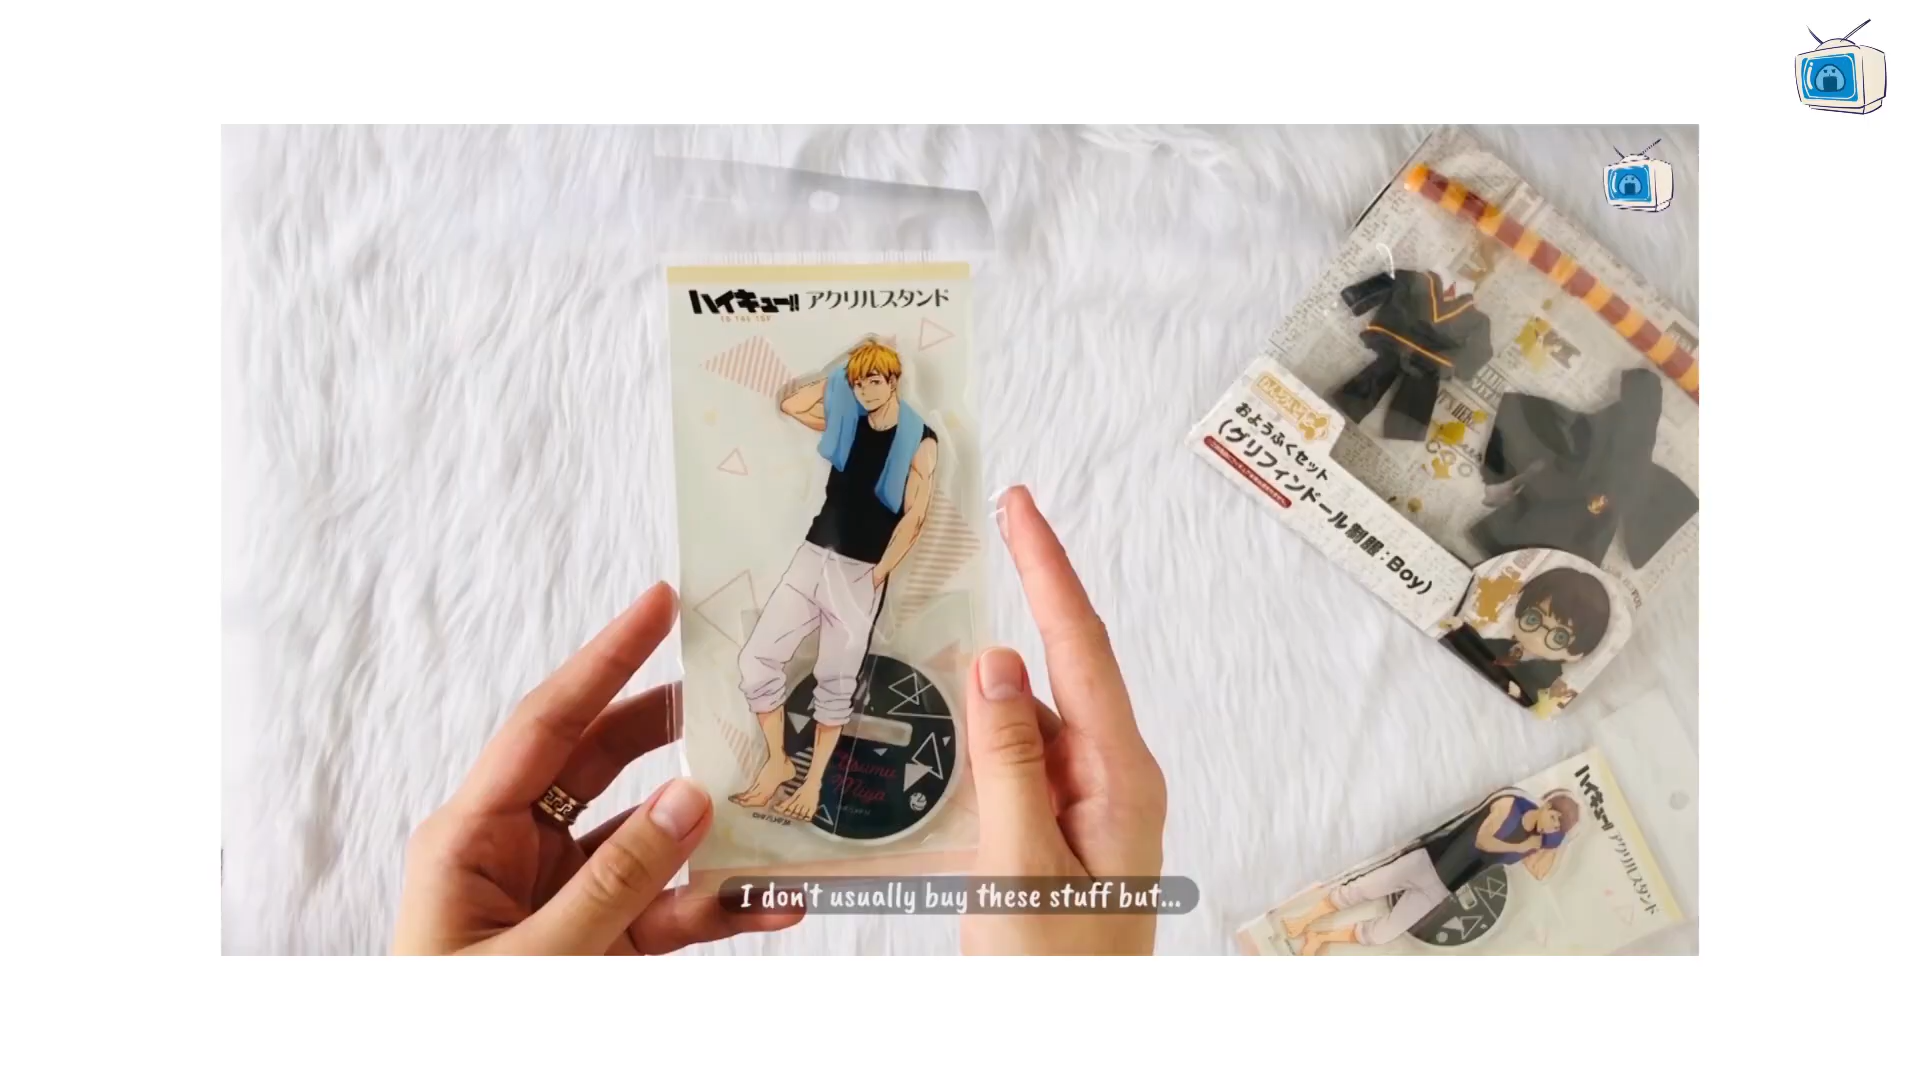 ハイキュー!! アクリルスタンド
TO THE TOP
Atsumu
Miya
おようふくセット
(グリフィンドール制服:Boy)
ハイキュー!! アクリルスタンド
I don't usually buy these stuff but...